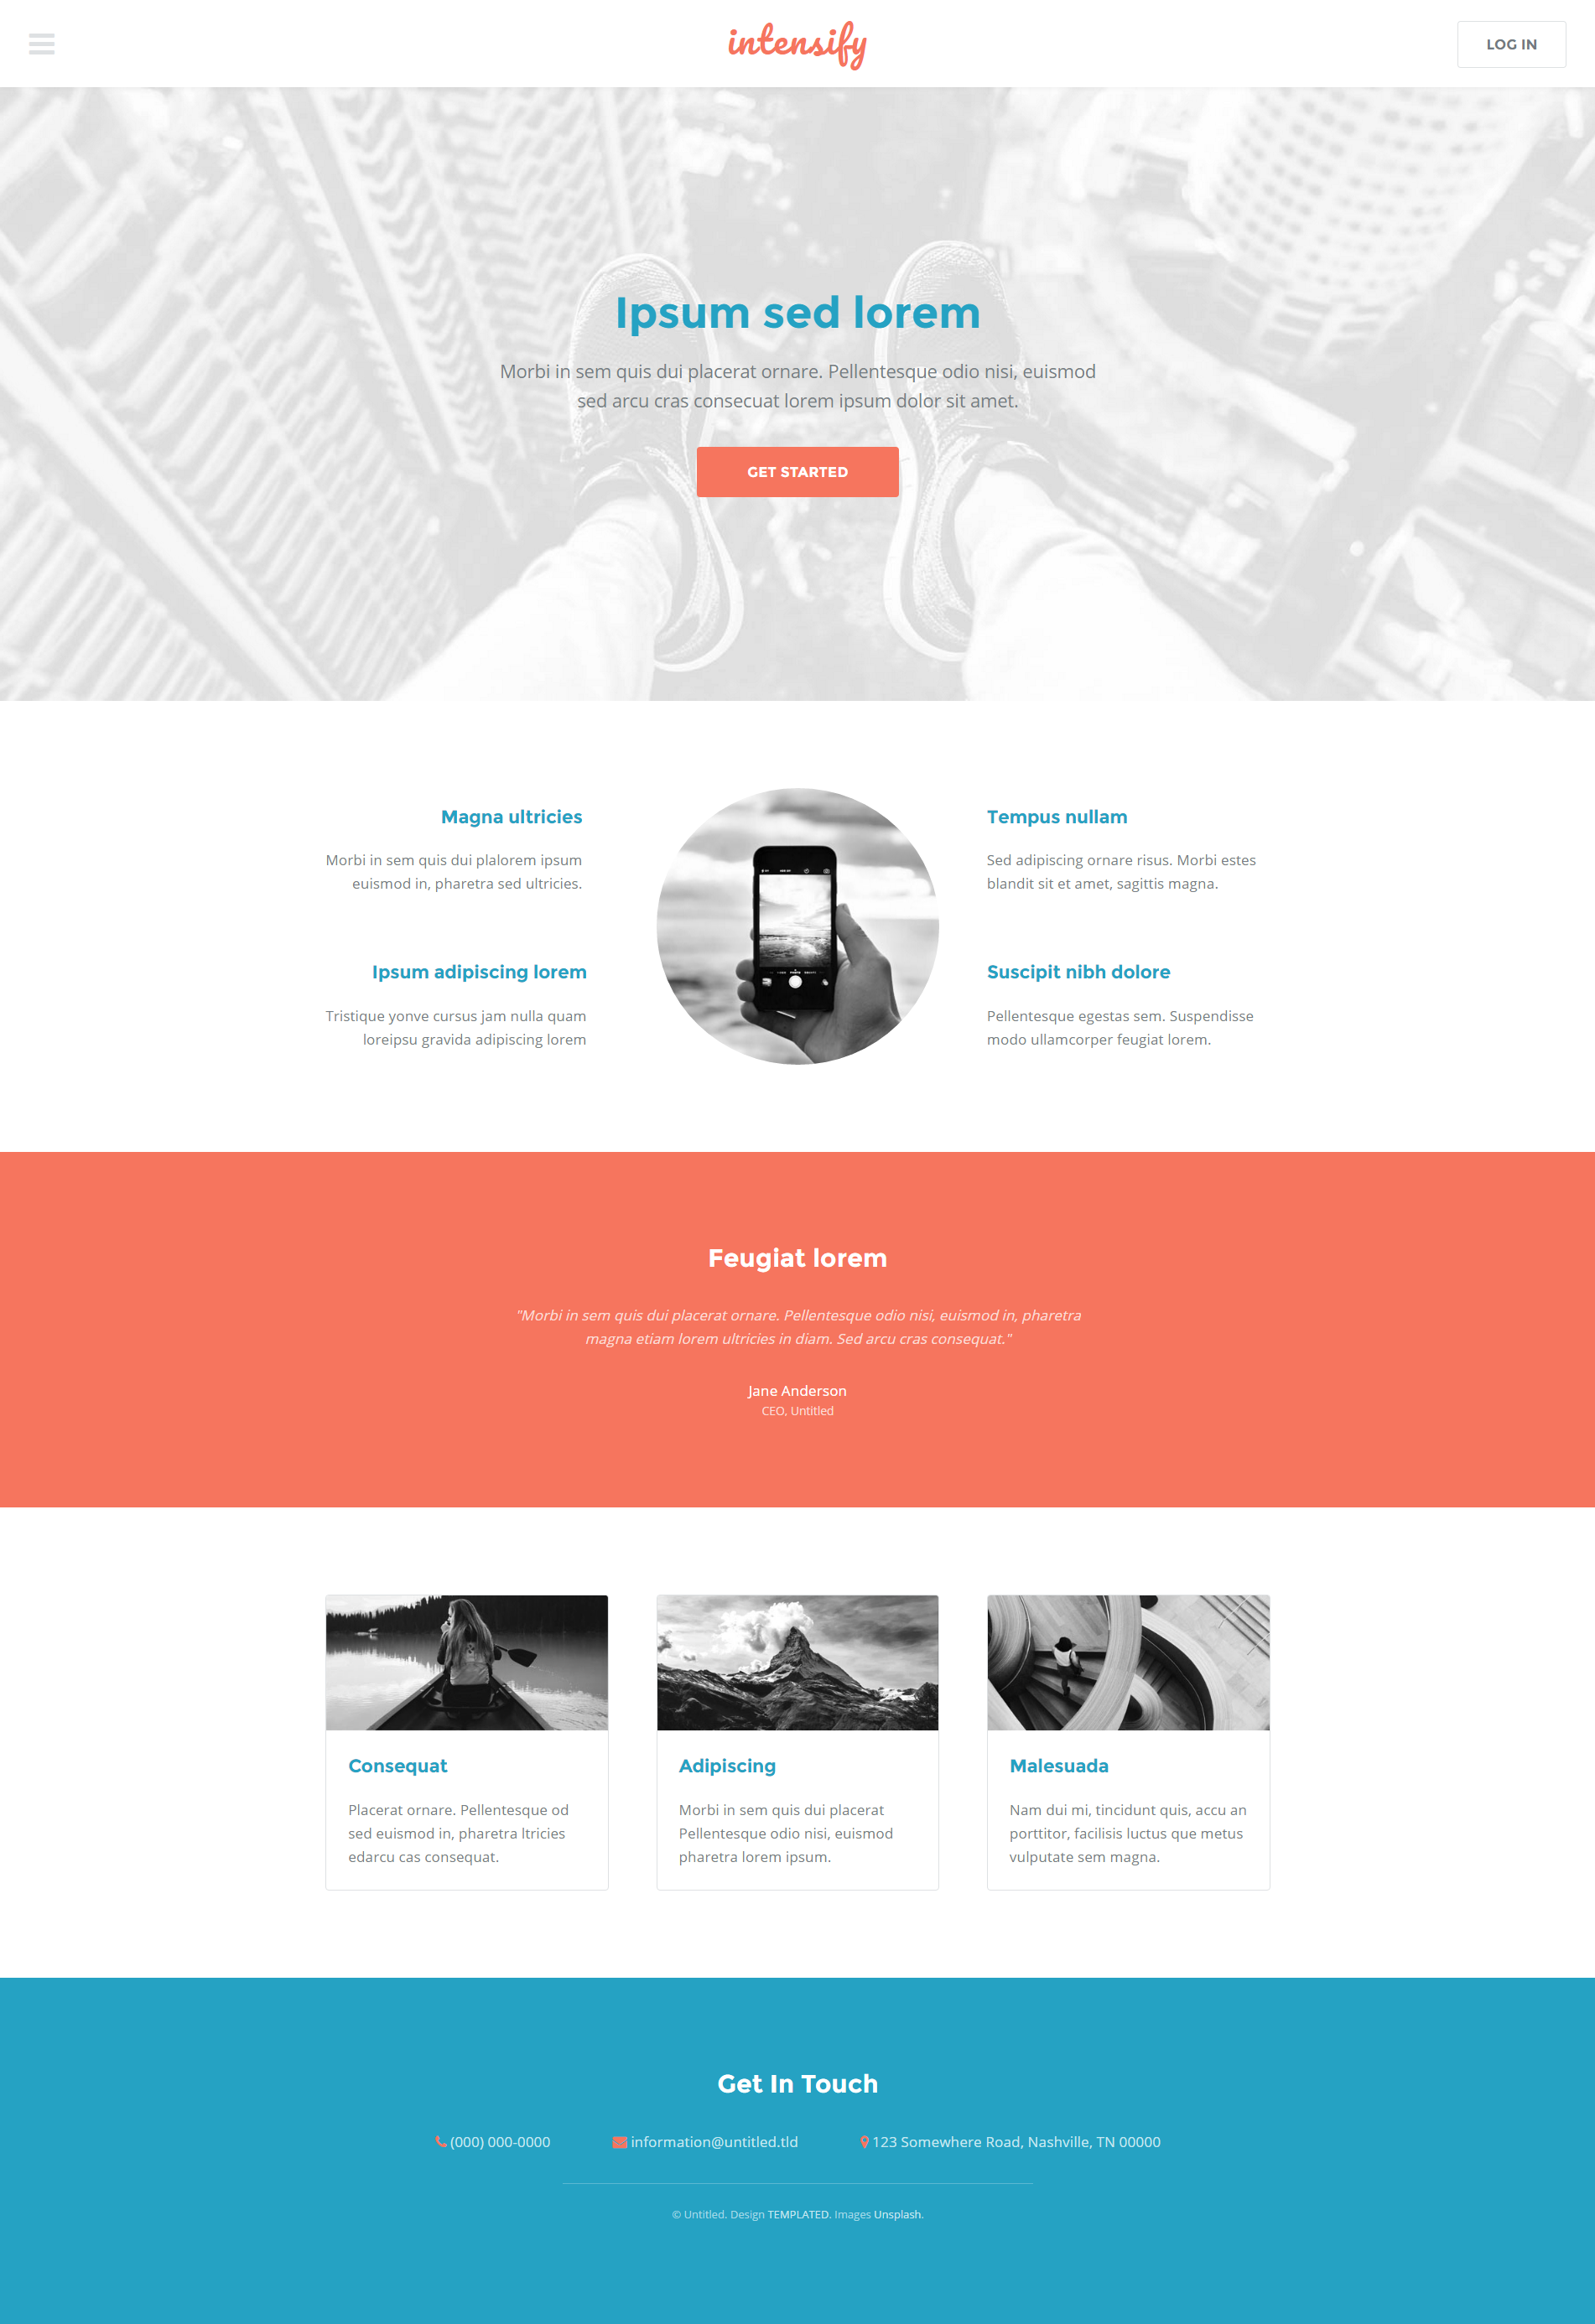 intensify
LOG IN
Ipsum sed lorem
Morbi in sem quis dui placerat ornare. Pellentesque odio nisi, euismod
sed arcu cras consecuat lorem ipsum dolor sit amet.
GET STARTED
Magna ultricies
Morbi in sem quis dui plalorem ipsum
euismod in, pharetra sed ultricies.
Ipsum adipiscing lorem
Tristique yonve cursus jam nulla quam
loreipsu gravida adipiscing lorem
Tempus nullam
Sed adipiscing ornare risus. Morbi estes
blandit sit et amet, sagittis magna.
Suscipit nibh dolore
Pellentesque egestas sem. Suspendisse
modo ullamcorper feugiat lorem.
Feugiat lorem
"Morbi in sem quis dui placerat ornare. Pellentesque odio nisi, euismod in, pharetra
magna etiam lorem ultricies in diam. Sed arcu cras consequat."
Jane Anderson
CEO, Untitled
Consequat
Placerat ornare. Pellentesque od
sed euismod in, pharetra ltricies
edarcu cas consequat.
Adipiscing
Morbi in sem quis dui placerat
Pellentesque odio nisi, euismod
pharetra lorem ipsum.
Malesuada
Nam dui mi, tincidunt quis, accu an
porttitor, facilisis luctus que metus
vulputate sem magna.
Get In Touch
(000) 000-0000
information@untitled.tld
123 Somewhere Road, Nashville, TN 00000
© Untitled. Design TEMPLATED. Images Unsplash.